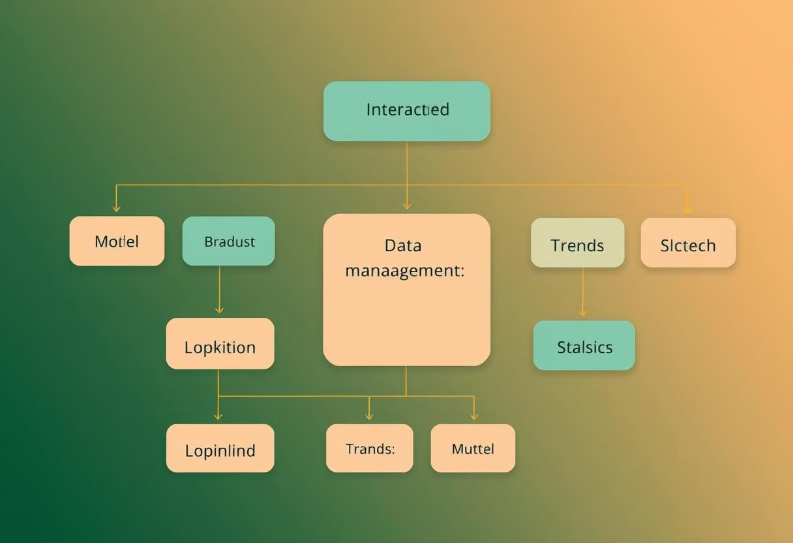 Interactied
Motlel
Bradust
Data
manaagement:
Trends
Slctech
Lopkition
Stalsics
Lopinlind
Trands:
Muttel